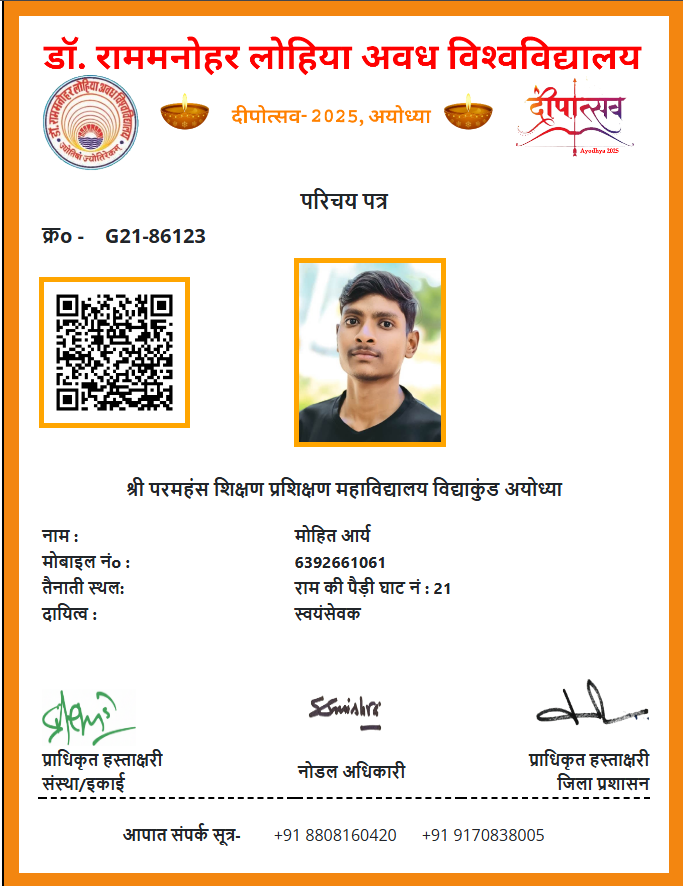 डॉ. राममनोहर लोहिया अवध विश्वविद्यालय
डॉ. राममनोहर लोहिया अवध विश्वविद्यालय
ज्योतिषां ज्योतिरेकम्
दीपोत्सव- 2025, अयोध्या
दीपोत्सव
Ayodhya 2025
परिचय पत्र
क्रo - G21-86123
श्री परमहंस शिक्षण प्रशिक्षण महाविद्यालय विद्याकुंड अयोध्या
नाम : मोहित आर्य
मोबाइल नंo : 6392661061
तैनाती स्थल: राम की पैड़ी घाट नं : 21
दायित्व : स्वयंसेवक
SSmishra
प्राधिकृत हस्ताक्षरी
संस्था/इकाई
नोडल अधिकारी
प्राधिकृत हस्ताक्षरी
जिला प्रशासन
आपात संपर्क सूत्र- +91 8808160420 +91 9170838005